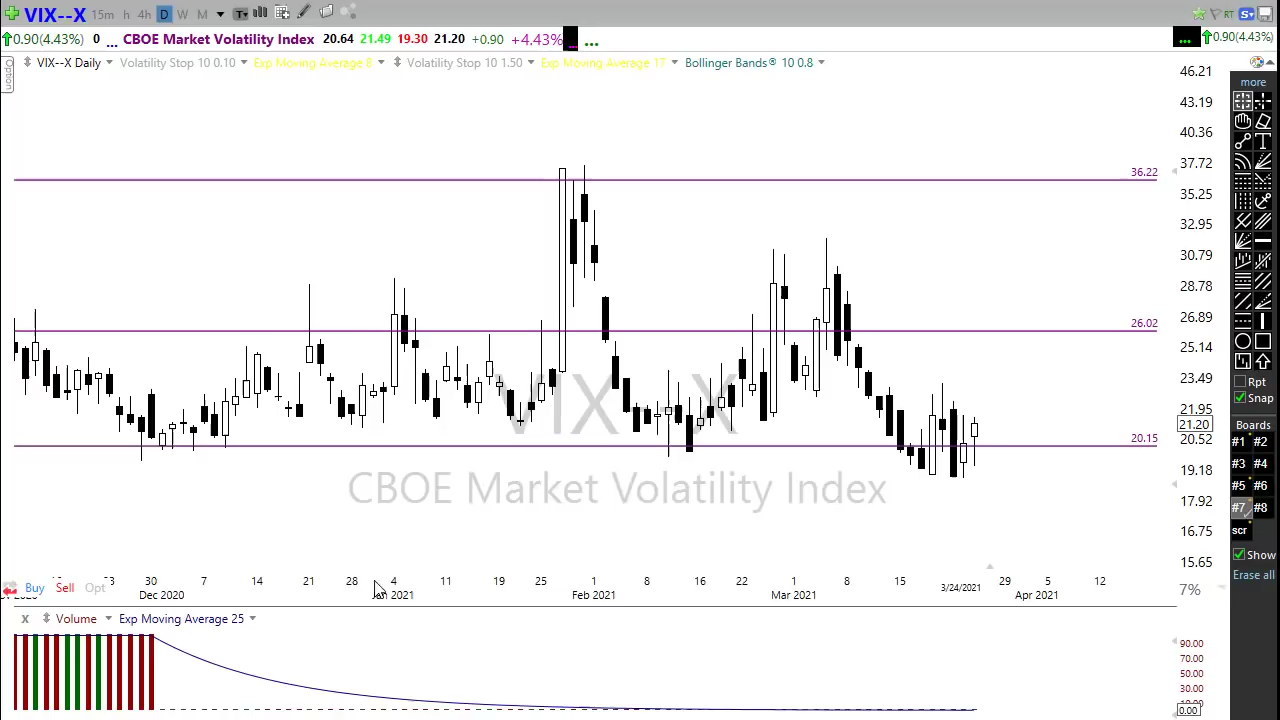 VIX--X 15m h 4h D W M T
RT S
0.90(4.43%) 0 ... CBOE Market Volatility Index 20.64 21.49 19.30 21.20 +0.90 +4.43% ... ... 0.90(4.43%)
Option
VIX--X Daily Volatility Stop 10 0.10 Exp Moving Average 8 Volatility Stop 10 1.50 Exp Moving Average 17 Bollinger Bands® 10 0.8
46.21
43.19
40.36
37.72
36.22
35.25
32.95
30.79
28.78
26.89
26.02
25.14
23.49
21.95
21.20
20.52
20.15
19.18
17.92
16.75
15.65
VIX--X
CBOE Market Volatility Index
more
T
Rpt
Snap
Boards
#1 #2
#3 #4
#5 #6
#7 #8
scr
Show
Erase all
Buy Sell Opt
30 7 14 21 28 4 11 19 25 1 8 16 22 1 8 15 3/24/2021 29 5 12
Dec 2020 Jan 2021 Feb 2021 Mar 2021 Apr 2021
7%
x Volume Exp Moving Average 25
90.00
70.00
50.00
30.00
0.00